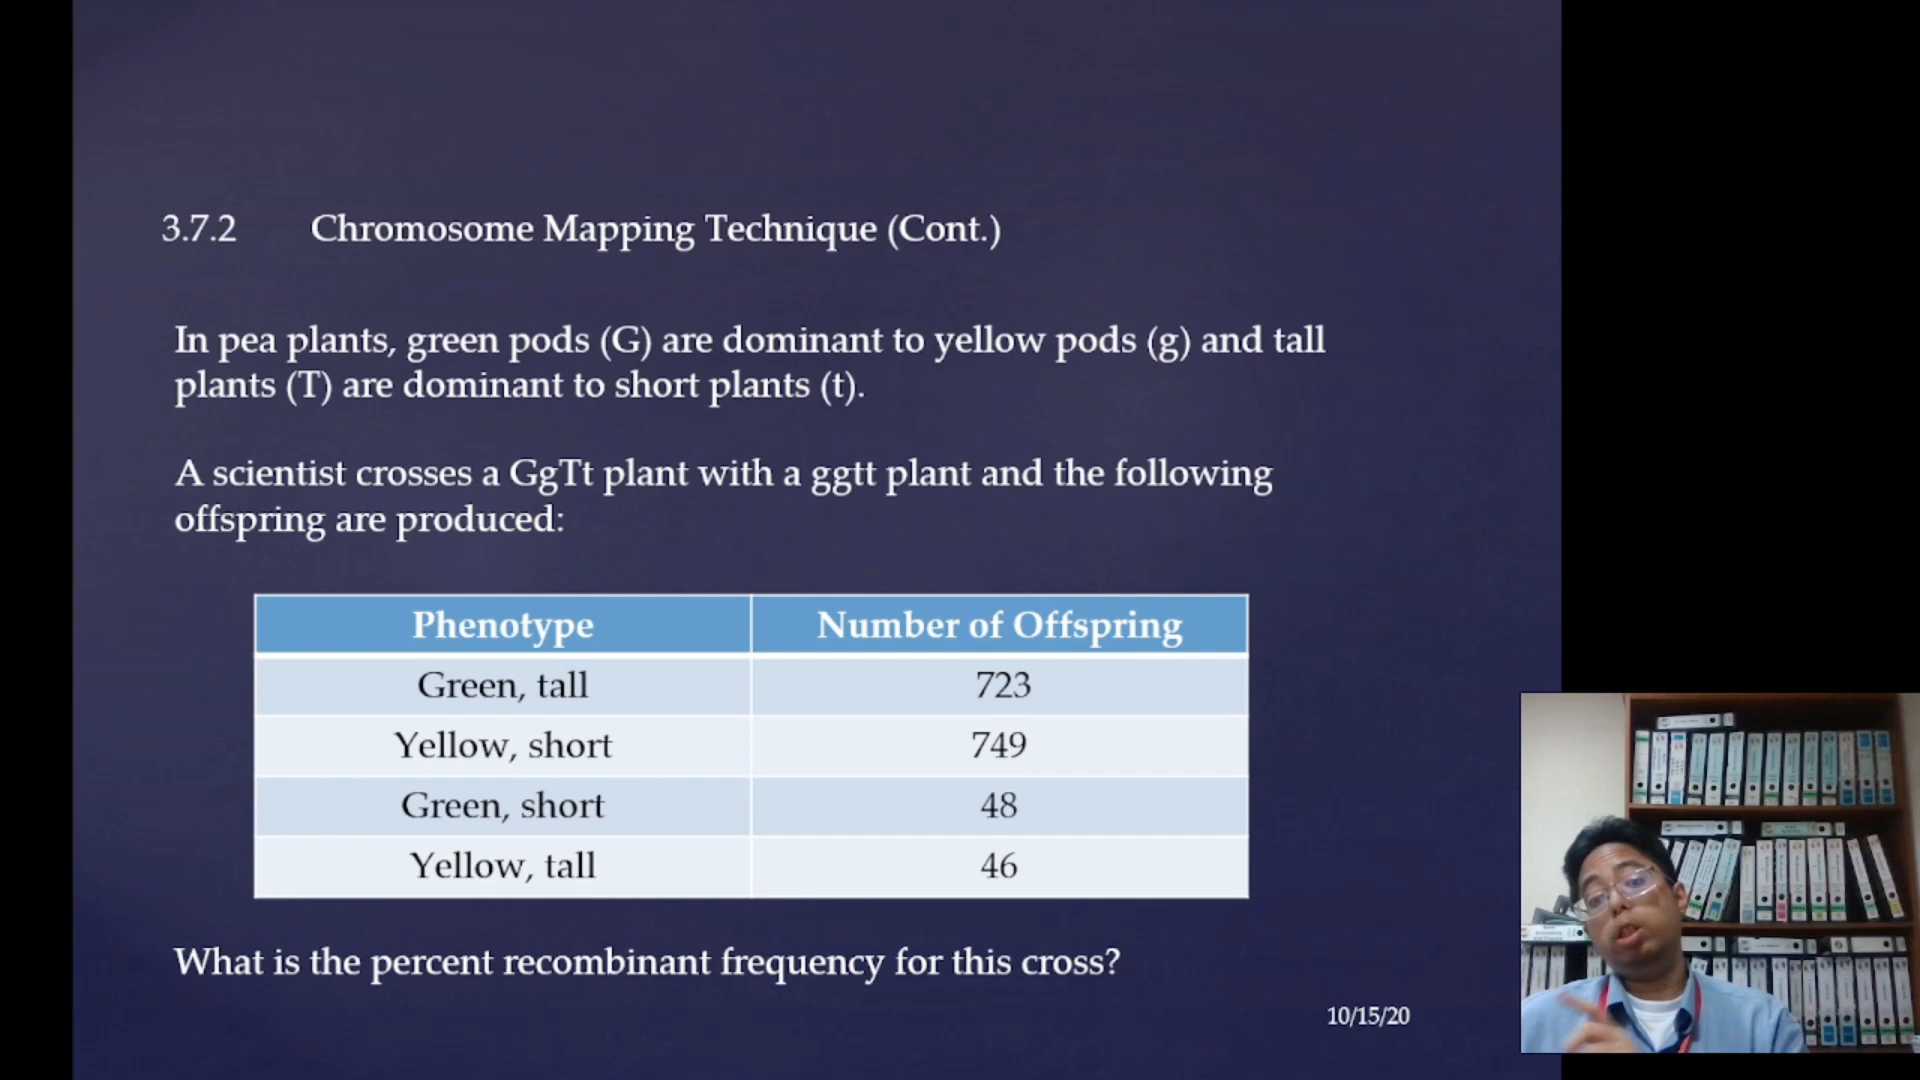 3.7.2 Chromosome Mapping Technique (Cont.)
In pea plants, green pods (G) are dominant to yellow pods (g) and tall
plants (T) are dominant to short plants (t).
A scientist crosses a GgTt plant with a ggtt plant and the following
offspring are produced:
Phenotype Number of Offspring
Green, tall 723
Yellow, short 749
Green, short 48
Yellow, tall 46
What is the percent recombinant frequency for this cross?
10/15/20